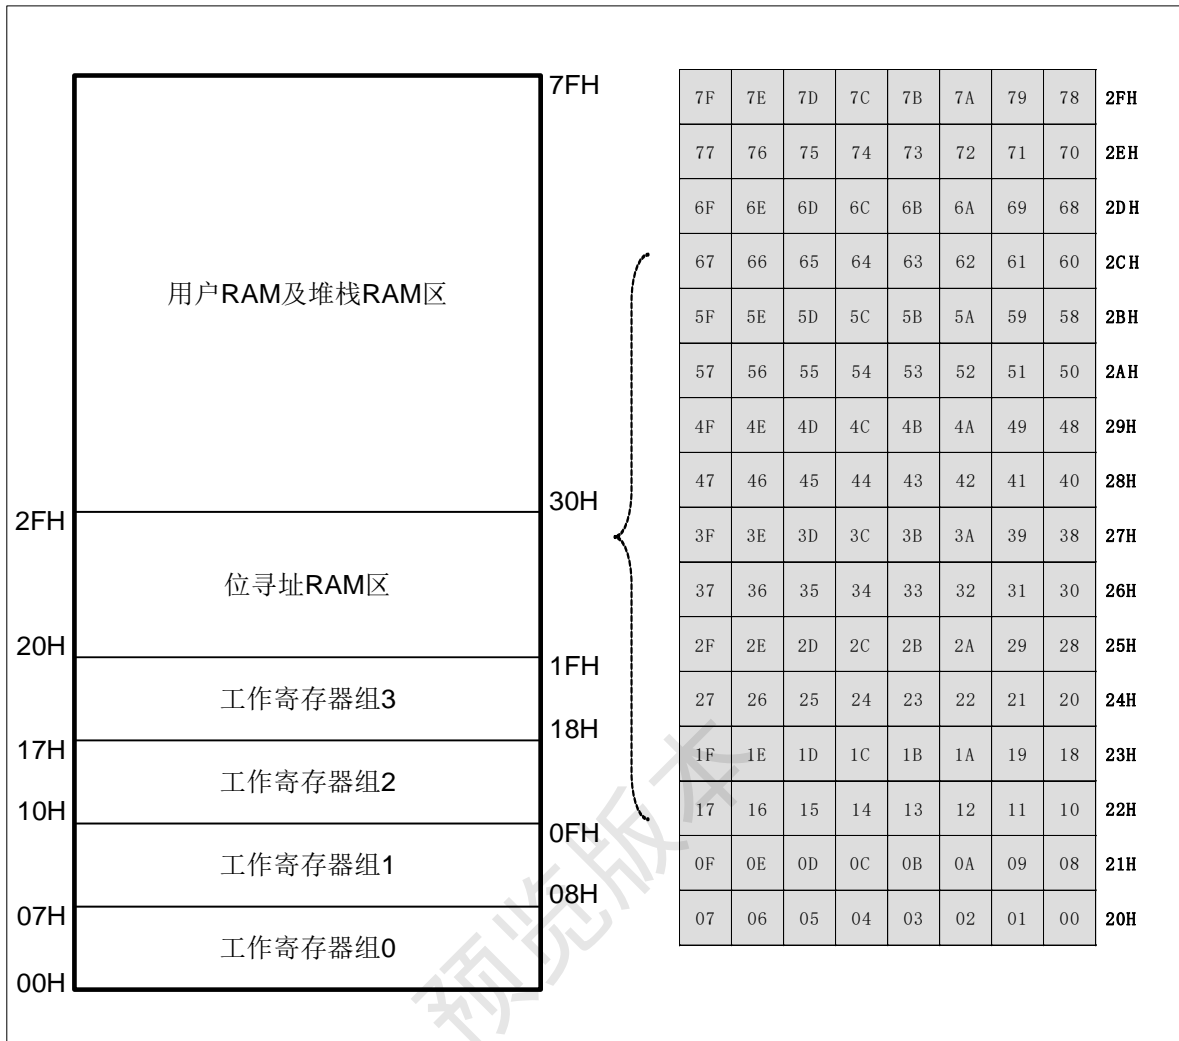 7FH
用户RAM及堆栈RAM区
30H
2FH
位寻址RAM区
20H
1FH
工作寄存器组3
18H
17H
工作寄存器组2
10H
0FH
工作寄存器组1
08H
07H
工作寄存器组0
00H
7F 7E 7D 7C 7B 7A 79 78 2FH
77 76 75 74 73 72 71 70 2EH
6F 6E 6D 6C 6B 6A 69 68 2DH
67 66 65 64 63 62 61 60 2CH
5F 5E 5D 5C 5B 5A 59 58 2BH
57 56 55 54 53 52 51 50 2AH
4F 4E 4D 4C 4B 4A 49 48 29H
47 46 45 44 43 42 41 40 28H
3F 3E 3D 3C 3B 3A 39 38 27H
37 36 35 34 33 32 31 30 26H
2F 2E 2D 2C 2B 2A 29 28 25H
27 26 25 24 23 22 21 20 24H
1F 1E 1D 1C 1B 1A 19 18 23H
17 16 15 14 13 12 11 10 22H
0F 0E 0D 0C 0B 0A 09 08 21H
07 06 05 04 03 02 01 00 20H
预览版本